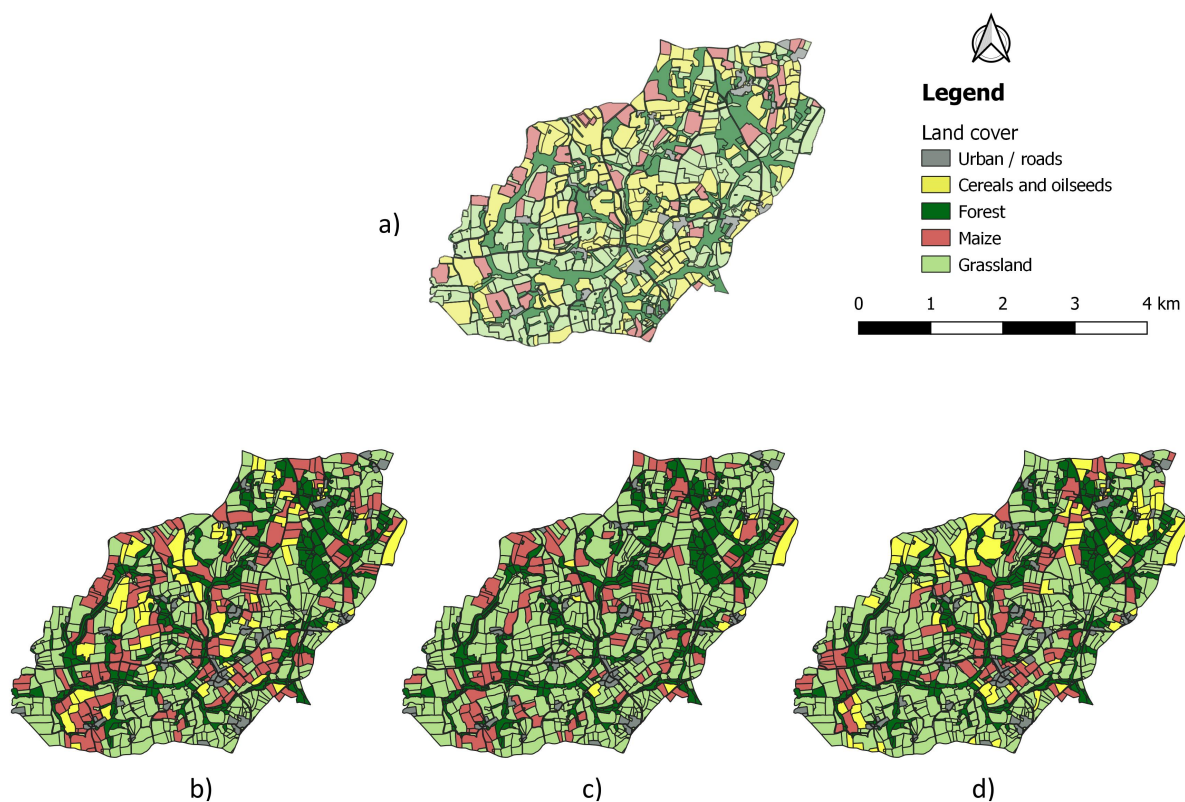 a)
Legend
Land cover
Urban / roads
Cereals and oilseeds
Forest
Maize
Grassland
0 1 2 3 4 km
b) c) d)